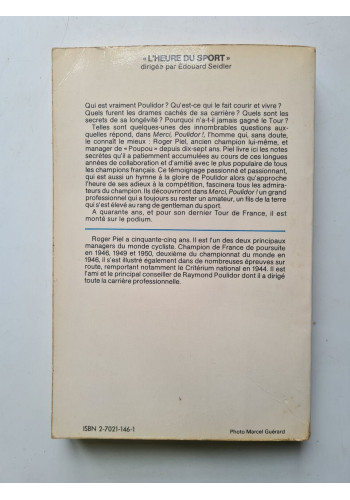 « L'HEURE DU SPORT »
dirigée par Edouard Seidler
Qui est vraiment Poulidor ? Qu'est-ce qui le fait courir et vivre ?
Quels furent les drames cachés de sa carrière ? Quels sont les
secrets de sa longévité ? Pourquoi n'a-t-il jamais gagné le Tour ?
Telles sont quelques-unes des innombrables questions aux-
quelles répond, dans Merci, Poulidor !, l'homme qui, sans doute,
le connaît le mieux : Roger Piel, ancien champion lui-même, et
manager de « Poupou » depuis dix-sept ans. Piel livre ici les notes
secrètes qu'il a patiemment accumulées au cours de ces longues
années de collaboration et d'amitié avec le plus populaire de tous
les champions français. Ce témoignage passionné et passionnant,
qui est aussi un hymne à la gloire de Poulidor alors qu'approche
l'heure de ses adieux à la compétition, fascinera tous les admira-
teurs du champion. Ils découvriront dans Merci, Poulidor ! un grand
professionnel qui a toujours su rester un amateur, un fils de la terre
qui s'est élevé au rang de gentleman du sport.
A quarante ans, et pour son dernier Tour de France, il est
monté sur le podium.
Roger Piel a cinquante-cinq ans. Il est l'un des deux principaux
managers du monde cycliste. Champion de France de poursuite
en 1946, 1949 et 1950, deuxième du championnat du monde en
1946, il s'est illustré également dans de nombreuses épreuves sur
route, remportant notamment le Critérium national en 1944. Il est
l'ami et le principal conseiller de Raymond Poulidor dont il a dirigé
toute la carrière professionnelle.
ISBN 2-7021-146-1
Photo Marcel Guérard